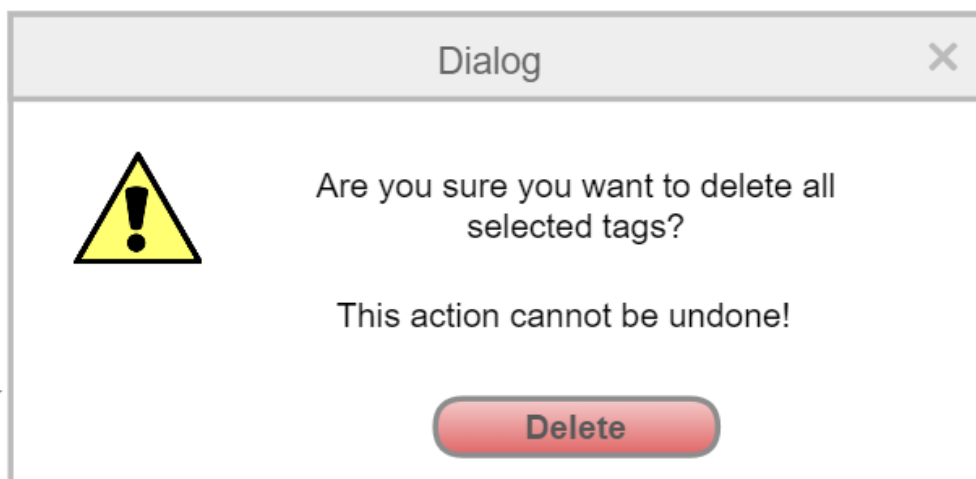 Dialog
Are you sure you want to delete all
selected tags?
This action cannot be undone!
Delete